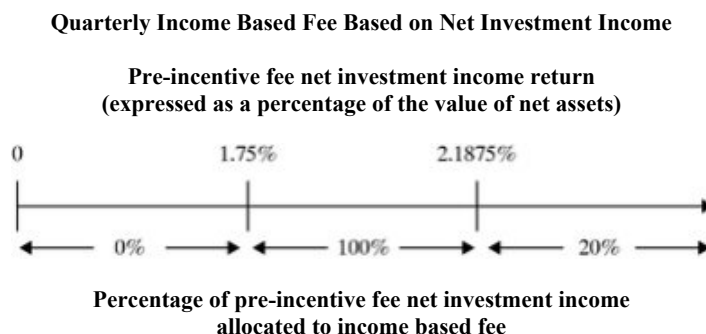 Quarterly Income Based Fee Based on Net Investment Income
Pre-incentive fee net investment income return
(expressed as a percentage of the value of net assets)
0 1.75% 2.1875%
0% 100% 20%
Percentage of pre-incentive fee net investment income
allocated to income based fee